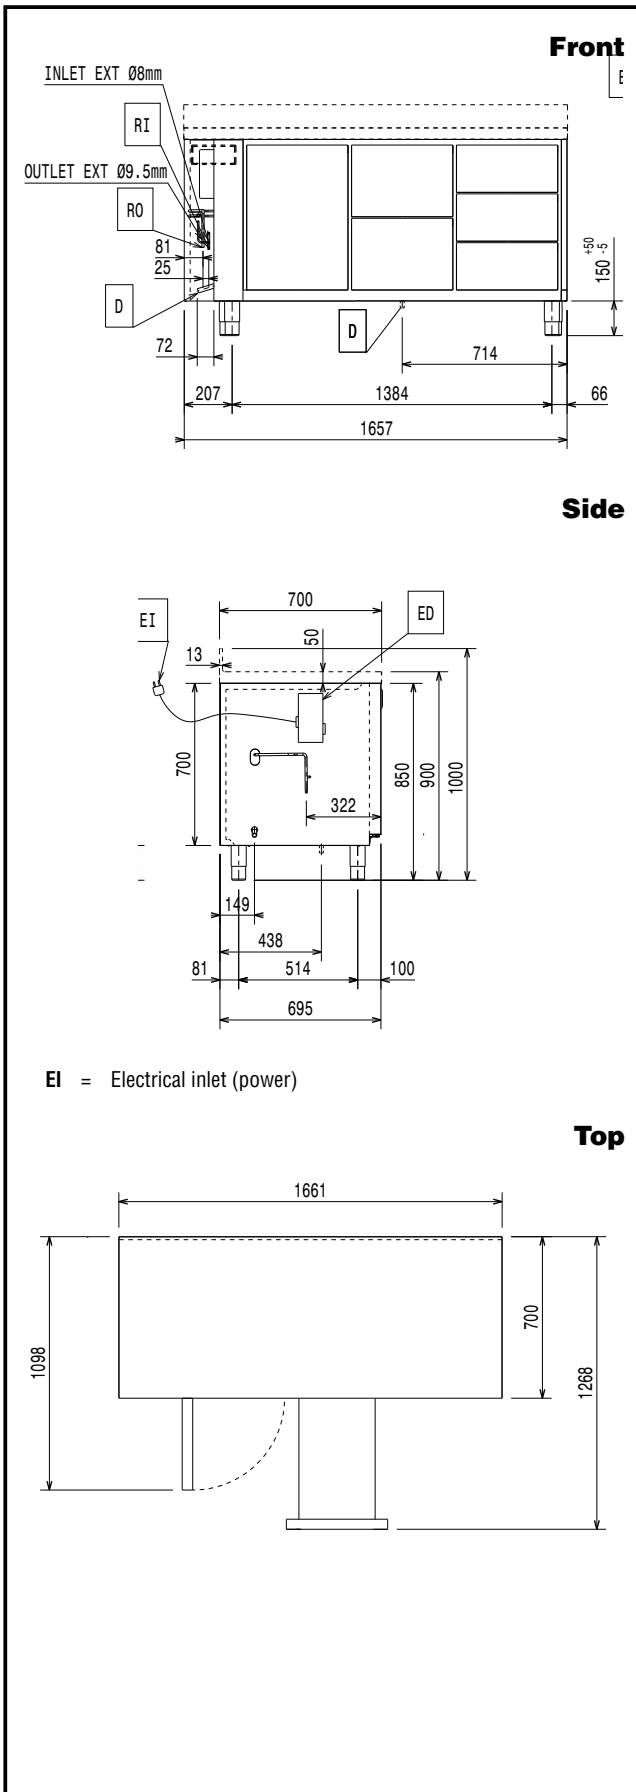 Front
INLET EXT Ø8mm
E
RI
OUTLET EXT Ø9.5mm
RO
81
25
D
D
150 +50 -5
72
714
207
1384
66
1657
Side
700
EI
ED
50
13
700
322
850
900
1000
149
438
81
514
100
695
EI = Electrical inlet (power)
Top
1661
1098
700
1268